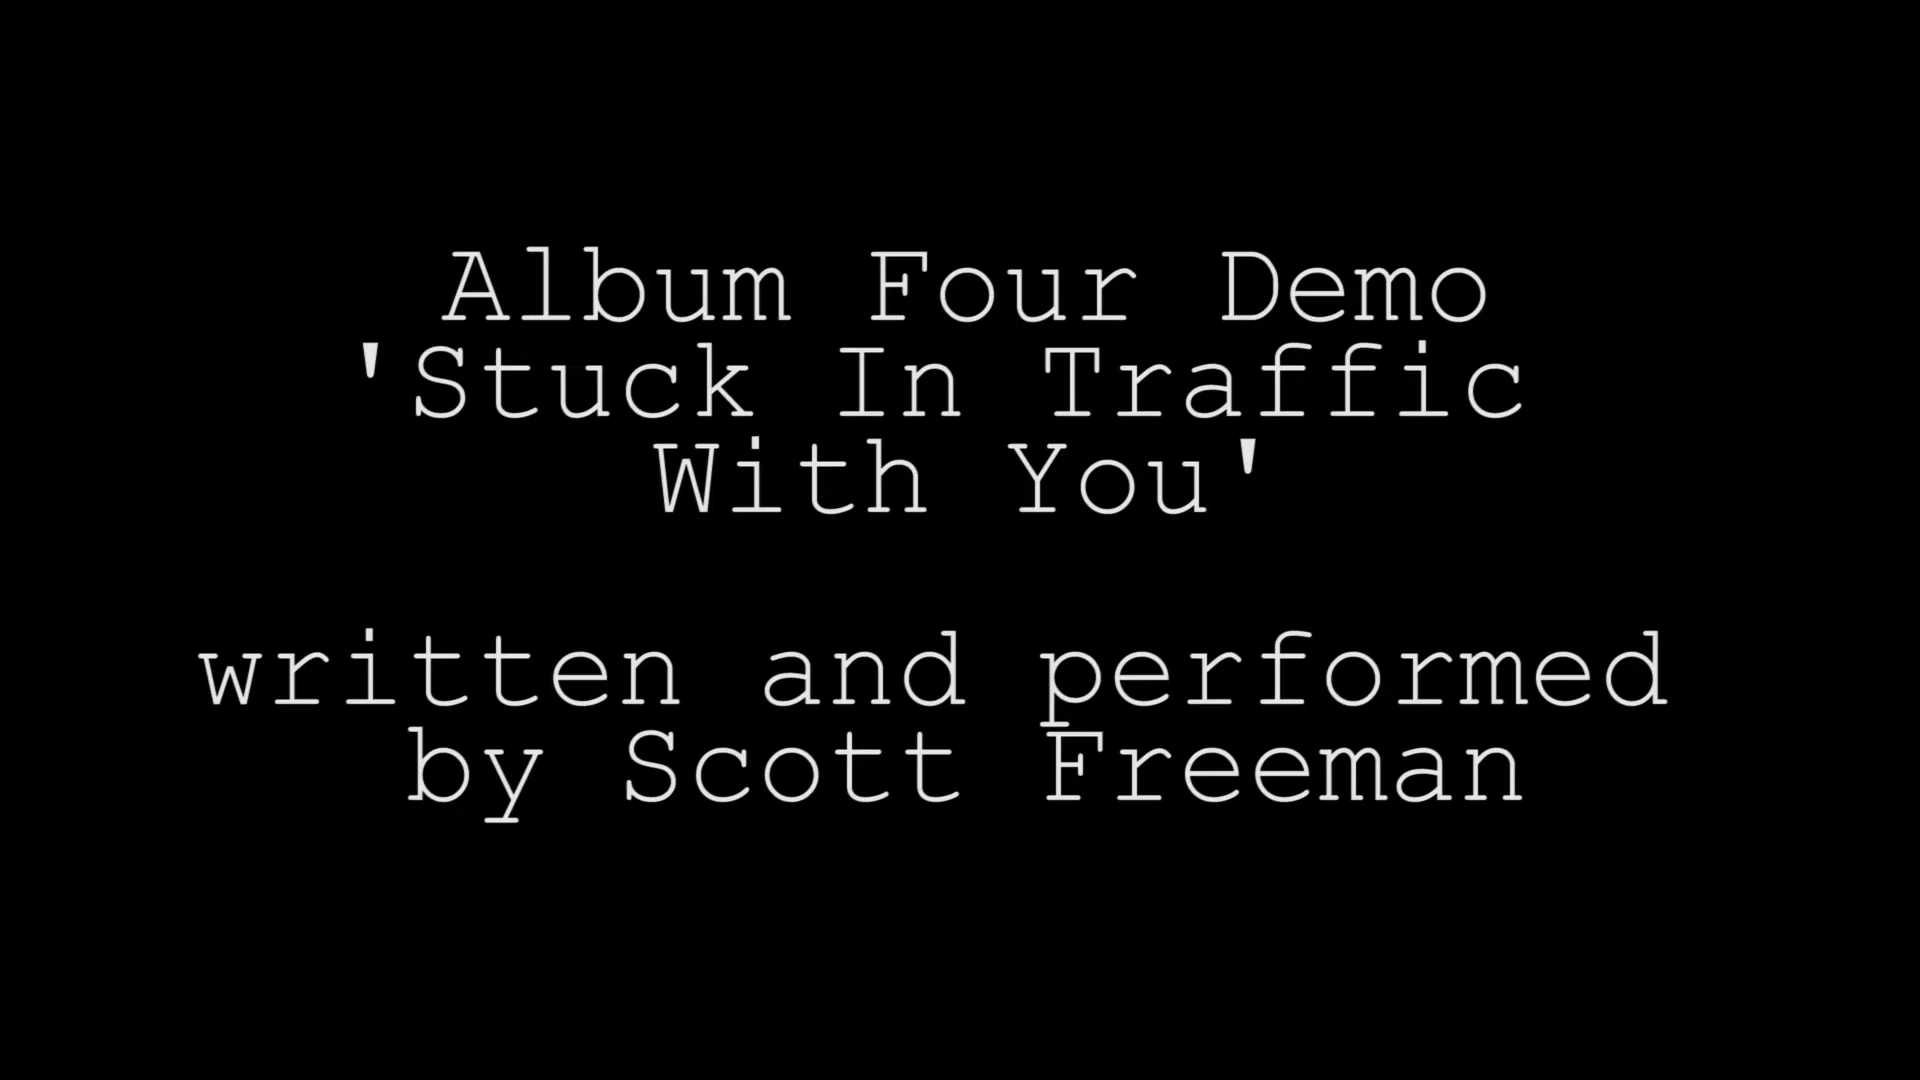 Album Four Demo
'Stuck In Traffic
With You'
written and performed
by Scott Freeman